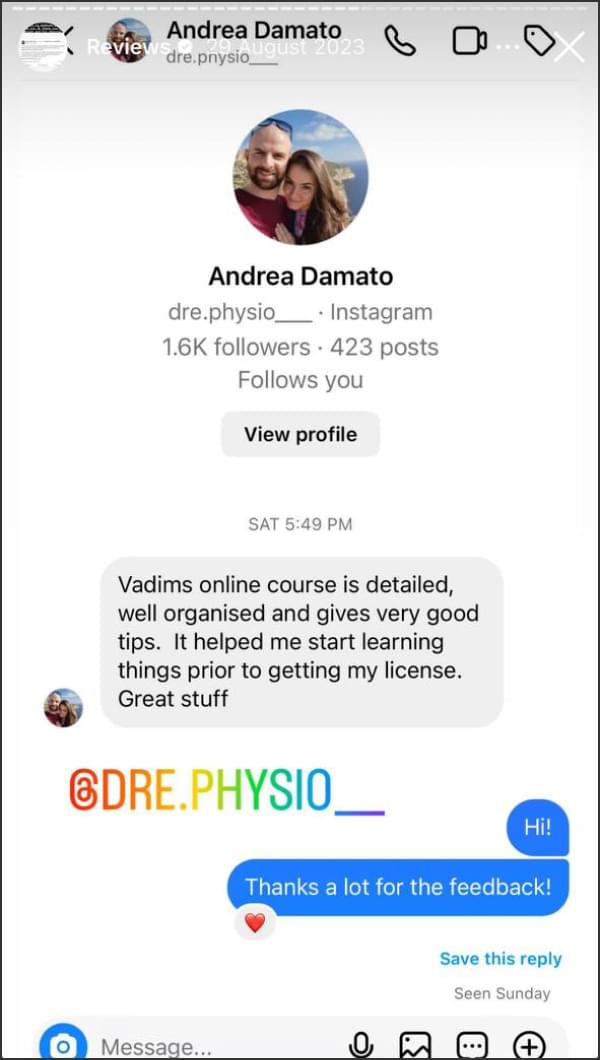 Andrea Damato
Reviews 29 August 2023
dre.physio___
Andrea Damato
dre.physio___ · Instagram
1.6K followers · 423 posts
Follows you
View profile
SAT 5:49 PM
Vadims online course is detailed,
well organised and gives very good
tips. It helped me start learning
things prior to getting my license.
Great stuff
@DRE.PHYSIO___
Hi!
Thanks a lot for the feedback!
Save this reply
Seen Sunday
Message...